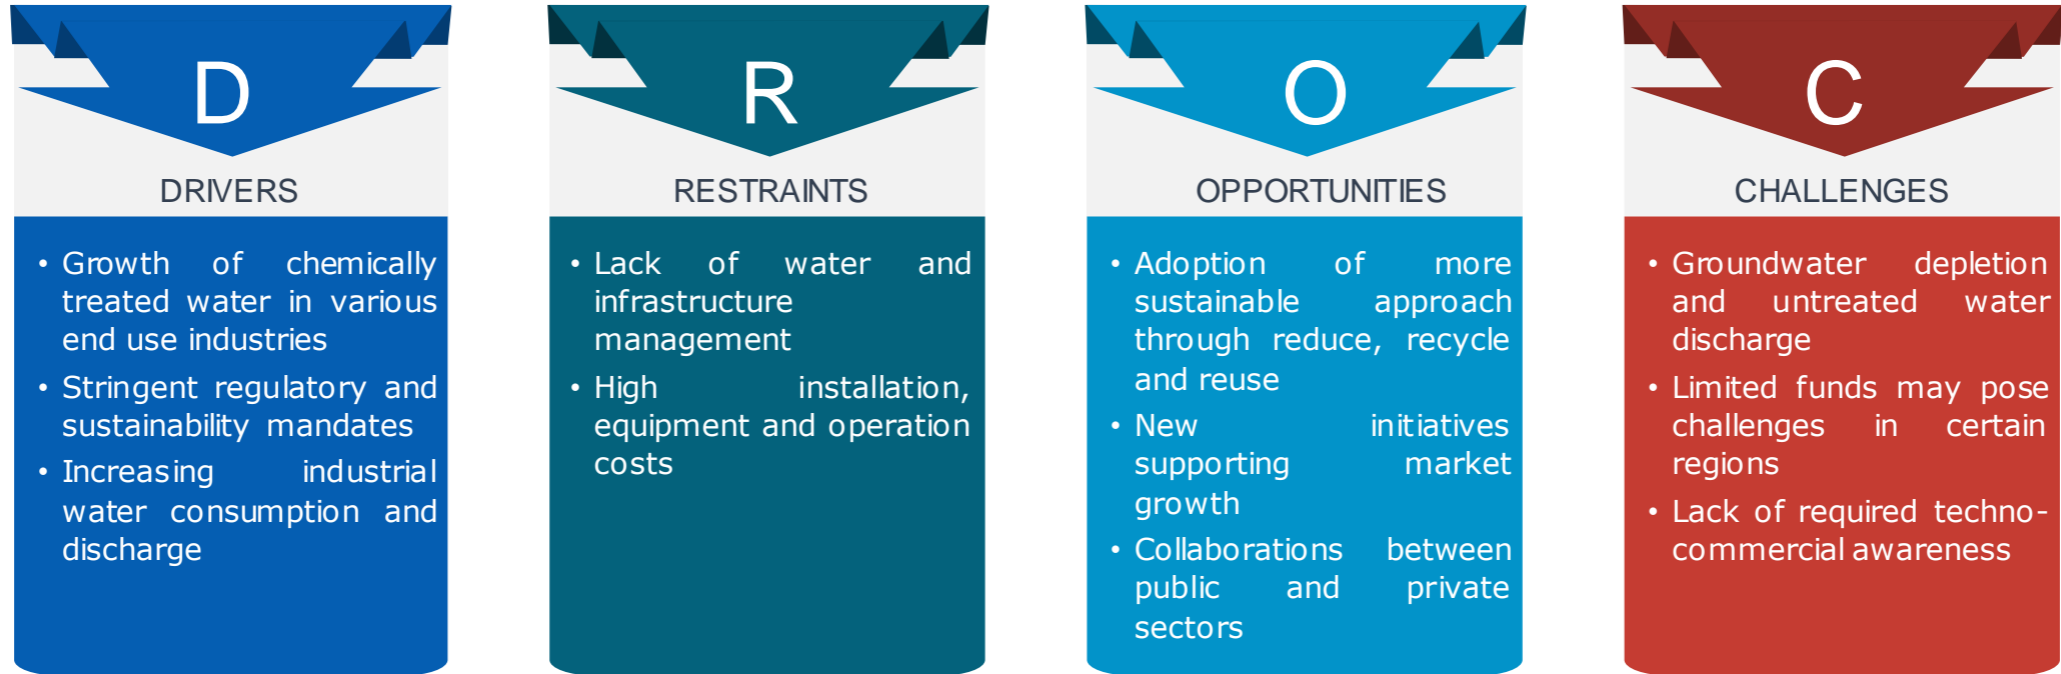 D
DRIVERS
• Growth of chemically
treated water in various
end use industries
• Stringent regulatory and
sustainability mandates
• Increasing industrial
water consumption and
discharge
R
RESTRAINTS
• Lack of water and
infrastructure
management
• High installation,
equipment and operation
costs
O
OPPORTUNITIES
• Adoption of more
sustainable approach
through reduce, recycle
and reuse
• New initiatives
supporting market
growth
• Collaborations between
public and private
sectors
C
CHALLENGES
• Groundwater depletion
and untreated water
discharge
• Limited funds may pose
challenges in certain
regions
• Lack of required techno-
commercial awareness